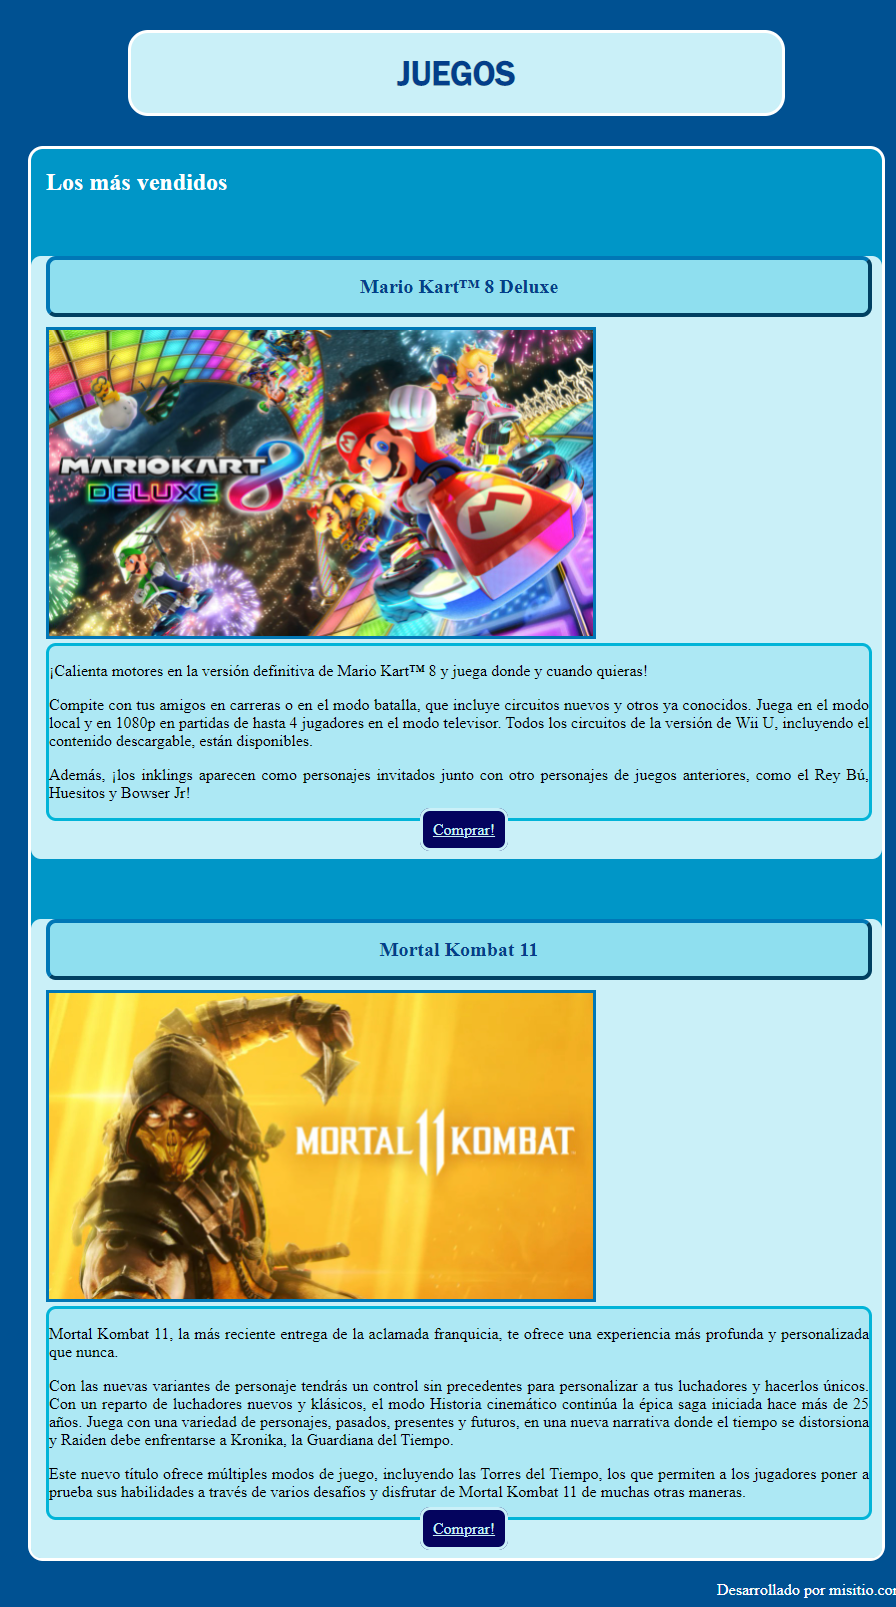 JUEGOS
Los más vendidos
Mario Kart™ 8 Deluxe
MARIOKART 8
DELUXE
¡Calienta motores en la versión definitiva de Mario Kart™ 8 y juega donde y cuando quieras!
Compite con tus amigos en carreras o en el modo batalla, que incluye circuitos nuevos y otros ya conocidos. Juega en el modo
local y en 1080p en partidas de hasta 4 jugadores en el modo televisor. Todos los circuitos de la versión de Wii U, incluyendo el
contenido descargable, están disponibles.
Además, ¡los inklings aparecen como personajes invitados junto con otro personajes de juegos anteriores, como el Rey Bú,
Huesitos y Bowser Jr!
Comprar!
Mortal Kombat 11
MORTAL 11 KOMBAT
Mortal Kombat 11, la más reciente entrega de la aclamada franquicia, te ofrece una experiencia más profunda y personalizada
que nunca.
Con las nuevas variantes de personaje tendrás un control sin precedentes para personalizar a tus luchadores y hacerlos únicos.
Con un reparto de luchadores nuevos y klásicos, el modo Historia cinemático continúa la épica saga iniciada hace más de 25
años. Juega con una variedad de personajes, pasados, presentes y futuros, en una nueva narrativa donde el tiempo se distorsiona
y Raiden debe enfrentarse a Kronika, la Guardiana del Tiempo.
Este nuevo título ofrece múltiples modos de juego, incluyendo las Torres del Tiempo, los que permiten a los jugadores poner a
prueba sus habilidades a través de varios desafíos y disfrutar de Mortal Kombat 11 de muchas otras maneras.
Comprar!
Desarrollado por misitio.co